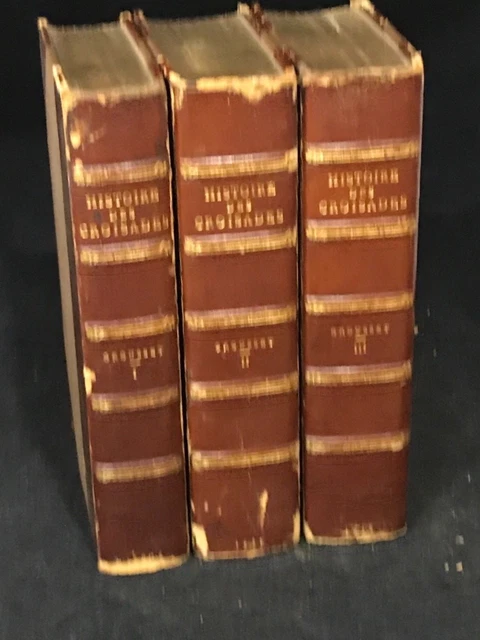 HISTOIRE
DES
CROISADES
I
HISTOIRE
DES
CROISADES
II
HISTOIRE
DES
CROISADES
III